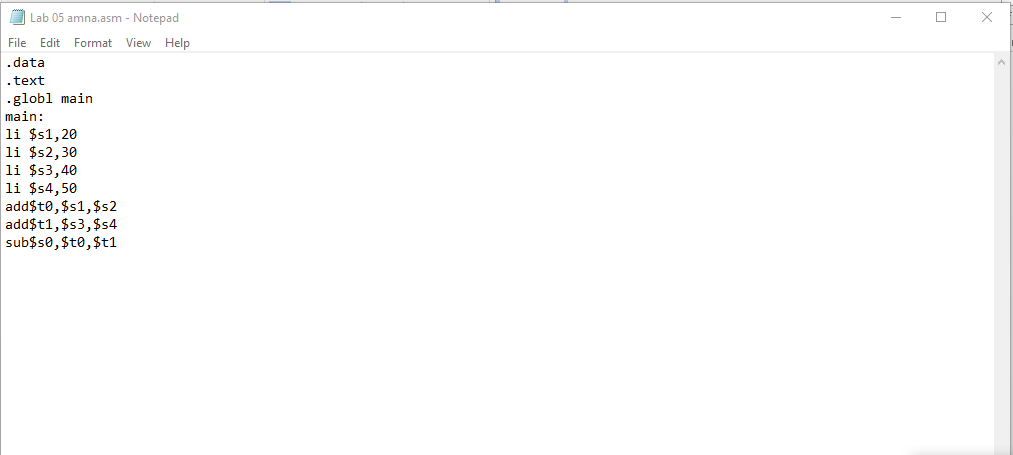 Lab 05 amna.asm - Notepad
File Edit Format View Help
.data
.text
.globl main
main:
li $s1,20
li $s2,30
li $s3,40
li $s4,50
add$t0,$s1,$s2
add$t1,$s3,$s4
sub$s0,$t0,$t1